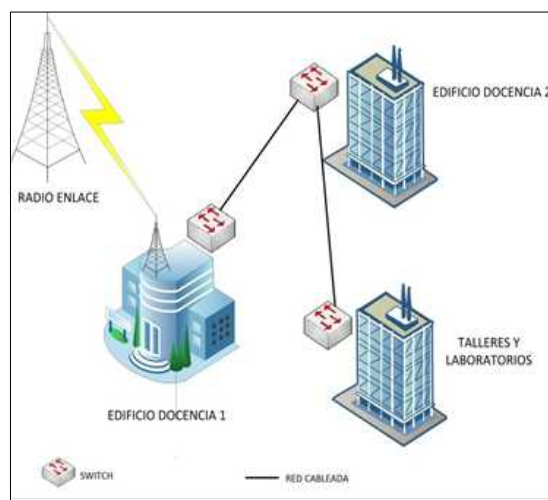 EDIFICIO DOCENCIA 2
RADIO ENLACE
TALLERES Y
LABORATORIOS
EDIFICIO DOCENCIA 1
SWITCH
RED CABLEADA